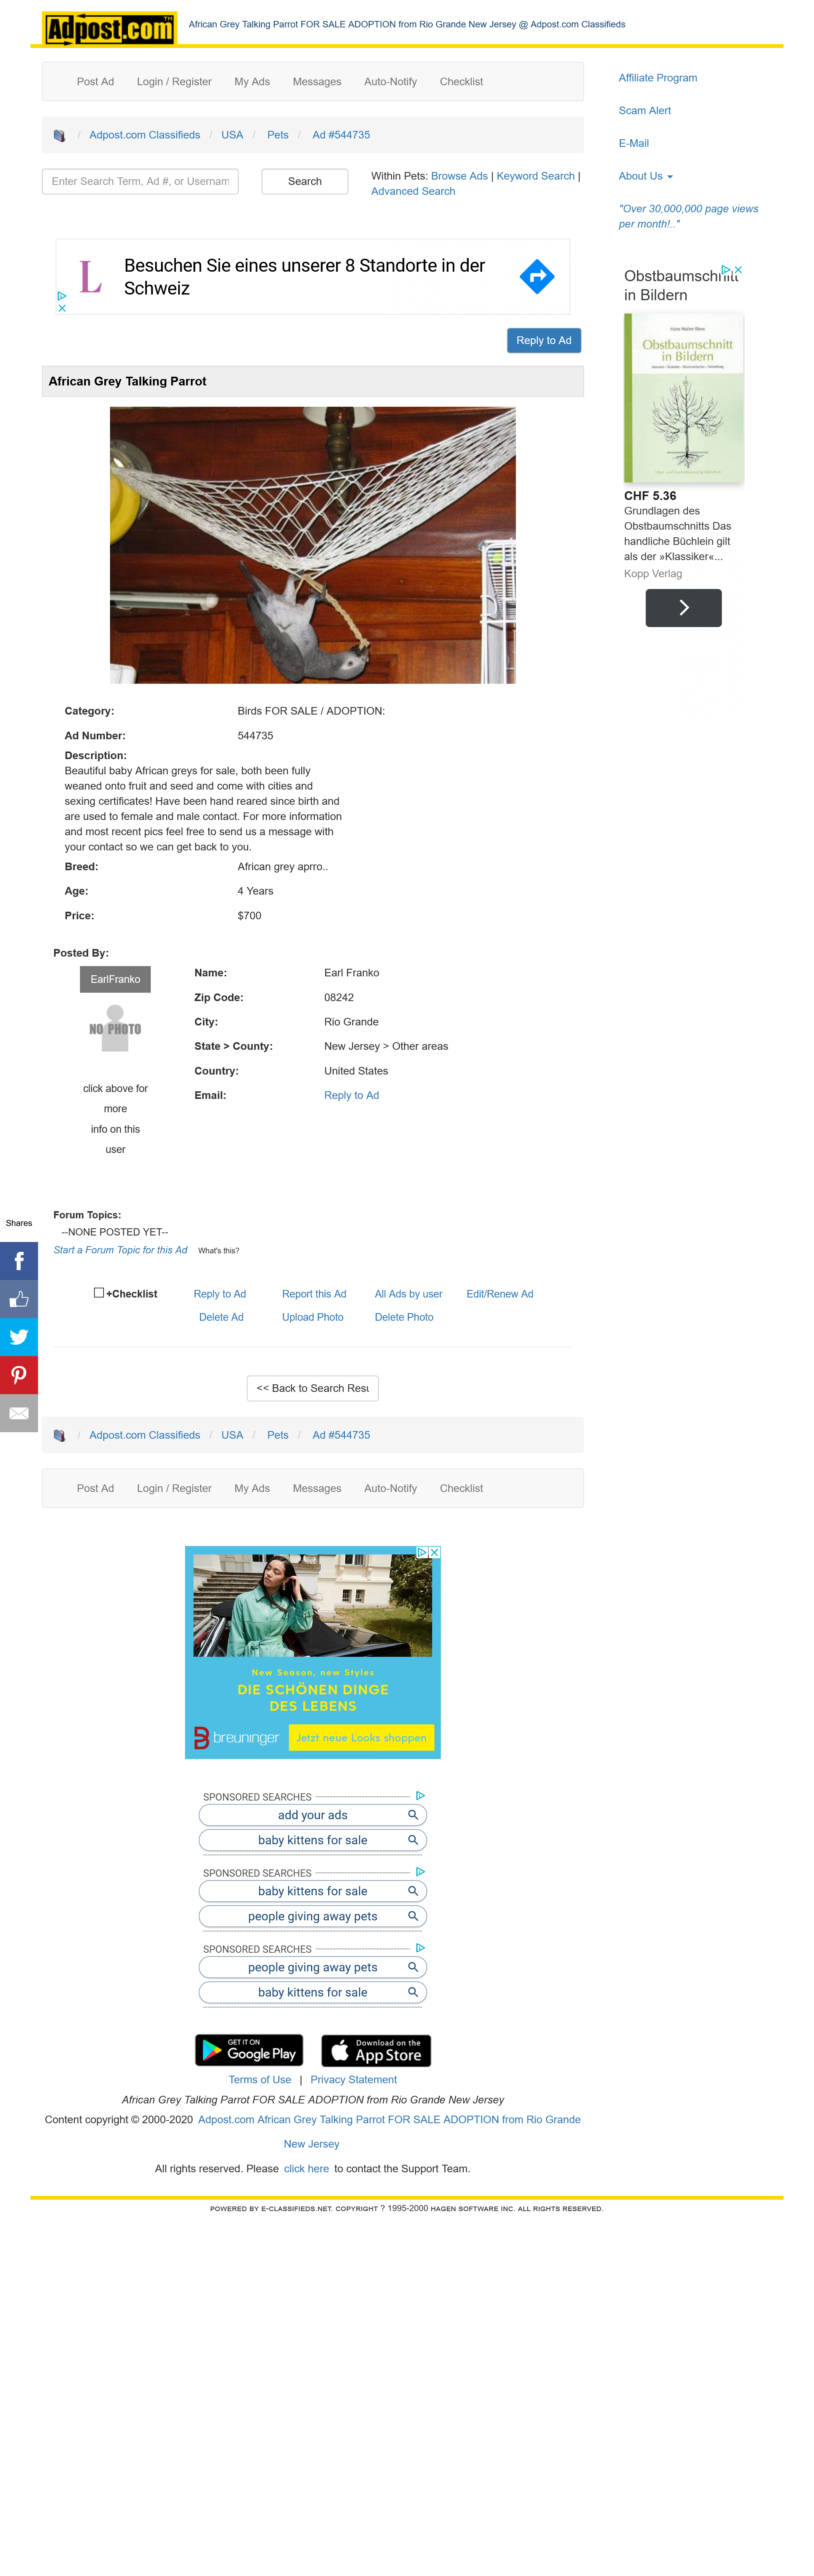 Adpost.com TM
African Grey Talking Parrot FOR SALE ADOPTION from Rio Grande New Jersey @ Adpost.com Classifieds
Post Ad Login / Register My Ads Messages Auto-Notify Checklist
/ Adpost.com Classifieds / USA / Pets / Ad #544735
Enter Search Term, Ad #, or Usernam
Search
Within Pets: Browse Ads | Keyword Search |
Advanced Search
Affiliate Program
Scam Alert
E-Mail
About Us
"Over 30,000,000 page views
per month!.."
L
Besuchen Sie eines unserer 8 Standorte in der
Schweiz
Reply to Ad
Obstbaumschnitt
in Bildern
Obstbaumschnitt
in Bildern
CHF 5.36
Grundlagen des
Obstbaumschnitts Das
handliche Büchlein gilt
als der »Klassiker«...
Kopp Verlag
African Grey Talking Parrot
Category: Birds FOR SALE / ADOPTION:
Ad Number: 544735
Description:
Beautiful baby African greys for sale, both been fully
weaned onto fruit and seed and come with cities and
sexing certificates! Have been hand reared since birth and
are used to female and male contact. For more information
and most recent pics feel free to send us a message with
your contact so we can get back to you.
Breed: African grey aprro..
Age: 4 Years
Price: $700
Posted By:
EarlFranko
NO PHOTO
click above for
more
info on this
user
Name: Earl Franko
Zip Code: 08242
City: Rio Grande
State > County: New Jersey > Other areas
Country: United States
Email: Reply to Ad
Shares
Forum Topics:
--NONE POSTED YET--
Start a Forum Topic for this Ad What's this?
+Checklist Reply to Ad Report this Ad All Ads by user Edit/Renew Ad
Delete Ad Upload Photo Delete Photo
<< Back to Search Resu
/ Adpost.com Classifieds / USA / Pets / Ad #544735
Post Ad Login / Register My Ads Messages Auto-Notify Checklist
New Season, new Styles
DIE SCHÖNEN DINGE
DES LEBENS
breuninger
Jetzt neue Looks shoppen
SPONSORED SEARCHES
add your ads
baby kittens for sale
SPONSORED SEARCHES
baby kittens for sale
people giving away pets
SPONSORED SEARCHES
people giving away pets
baby kittens for sale
GET IT ON
Google Play
Download on the
App Store
Terms of Use | Privacy Statement
African Grey Talking Parrot FOR SALE ADOPTION from Rio Grande New Jersey
Content copyright © 2000-2020 Adpost.com African Grey Talking Parrot FOR SALE ADOPTION from Rio Grande
New Jersey
All rights reserved. Please click here to contact the Support Team.
POWERED BY E-CLASSIFIEDS.NET. COPYRIGHT ? 1995-2000 HAGEN SOFTWARE INC. ALL RIGHTS RESERVED.